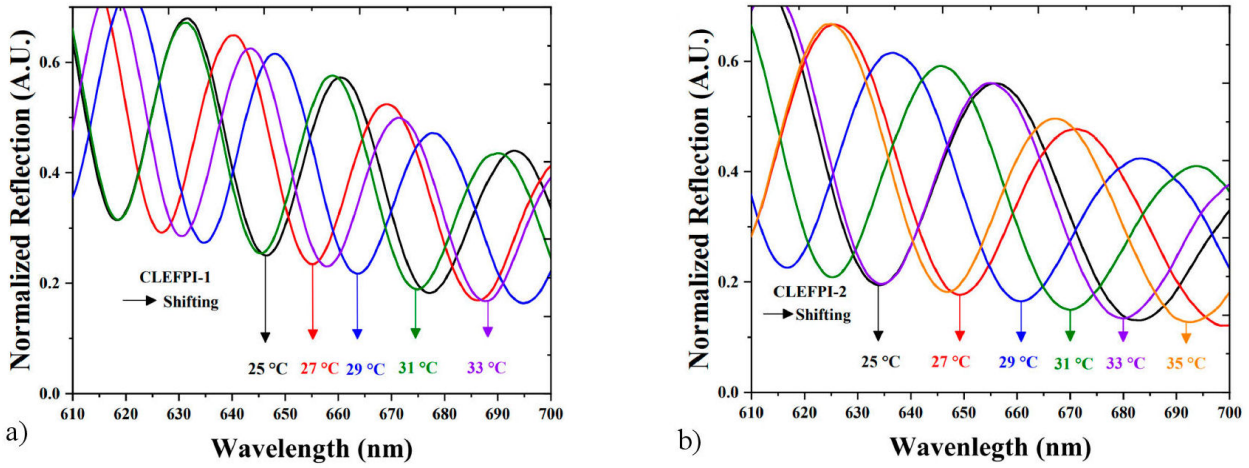 Normalized Reflection (A.U.)
0.6
0.4
0.2
0.0
CLEFPI-1
Shifting
25 °C 27 °C 29 °C 31 °C 33 °C
610 620 630 640 650 660 670 680 690 700
Wavelength (nm)
a)
Normalized Reflection (A.U.)
0.6
0.4
0.2
0.0
CLEFPI-2
Shifting
25 °C 27 °C 29 °C 31 °C 33 °C 35 °C
610 620 630 640 650 660 670 680 690 700
Wavenlegth (nm)
b)